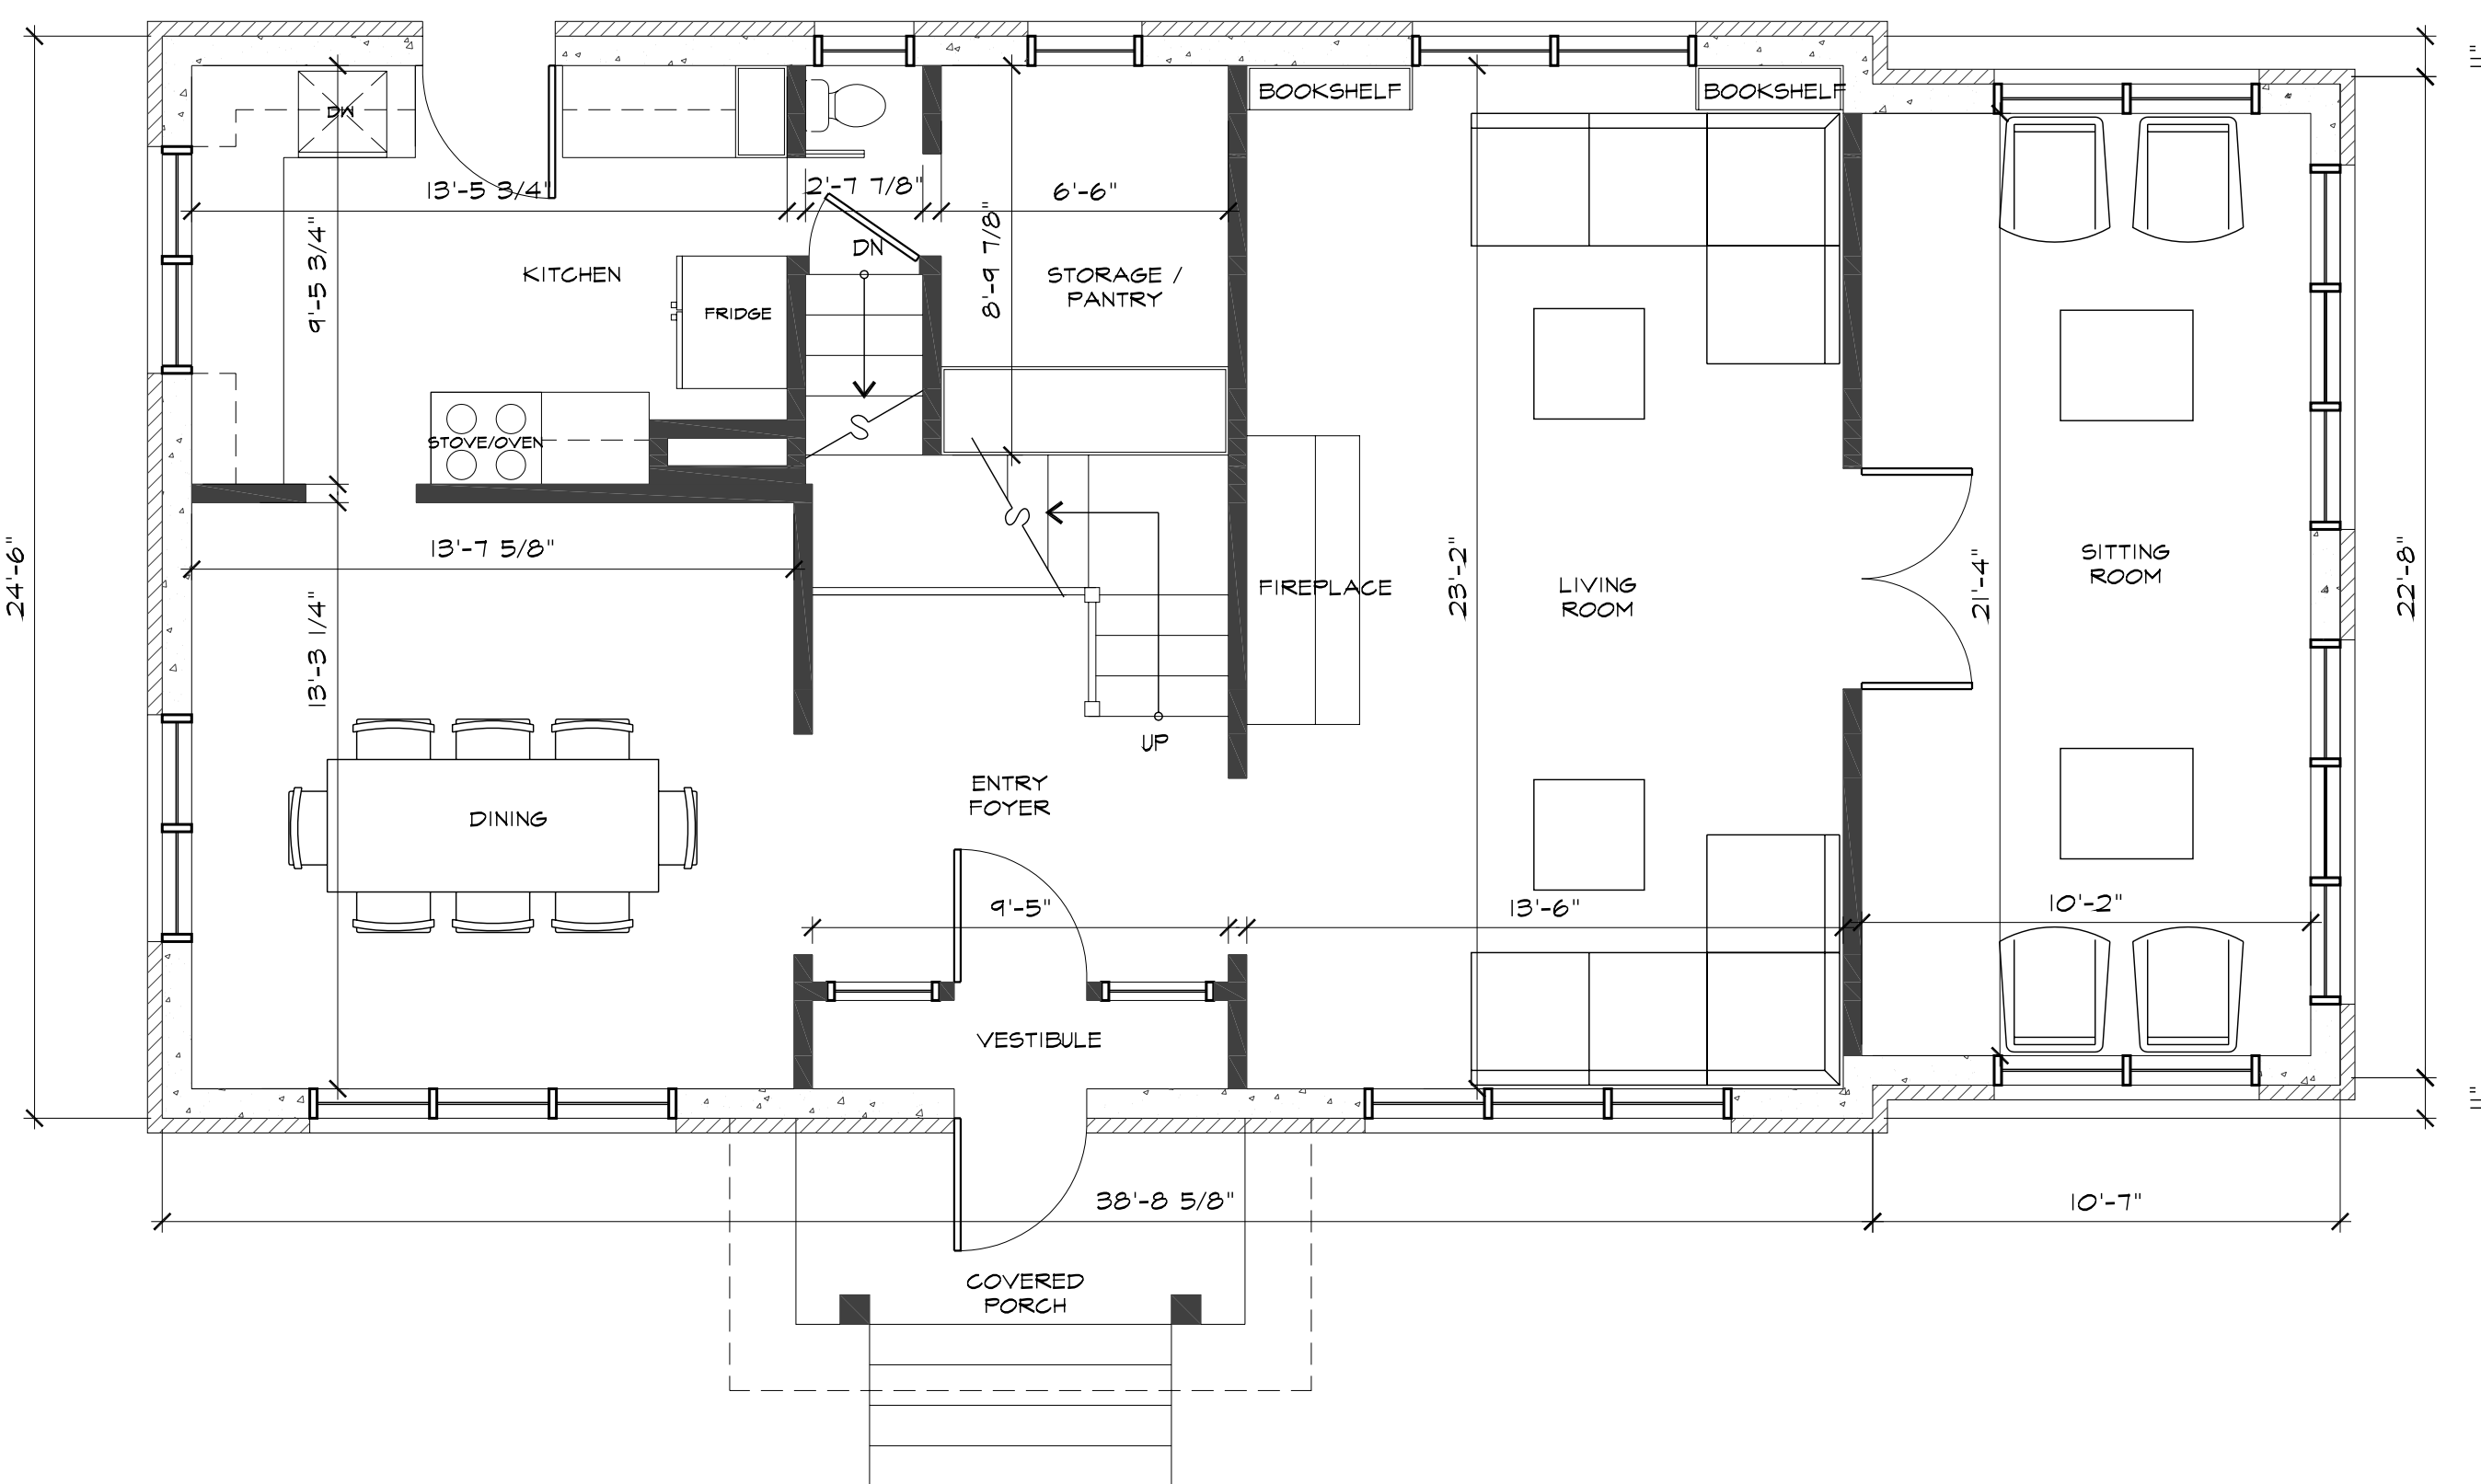 BOOKSHELF
BOOKSHELF
11"
DW
13'-5 3/4"
2'-7 7/8"
6'-6"
9'-5 3/4"
KITCHEN
DN
8'-9 7/8"
STORAGE /
PANTRY
FRIDGE
STOVE/OVEN
24'-6"
13'-7 5/8"
13'-3 1/4"
FIREPLACE
23'-2"
LIVING
ROOM
21'-4"
SITTING
ROOM
22'-8"
UP
ENTRY
FOYER
DINING
9'-5"
13'-6"
10'-2"
VESTIBULE
11"
38'-8 5/8"
10'-7"
COVERED
PORCH